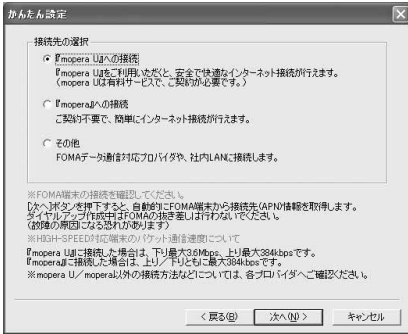 かんたん設定
接続先の選択
『mopera U』への接続
『mopera U』をご利用いただくと、安全で快適なインターネット接続が行えます。
（mopera Uは有料サービスで、ご契約が必要です。）
『mopera』への接続
ご契約不要で、簡単にインターネット接続が行えます。
その他
FOMAデータ通信対応プロバイダや、社内LANに接続します。
※FOMA端末の接続を確認してください。
[次へ]ボタンを押下すると、自動的にFOMA端末から接続先(APN)情報を取得します。
ダイヤルアップ作成中はFOMAの抜き差しは行わないでください。
(故障の原因になる恐れがあります)
※HIGH-SPEED対応端末のパケット通信速度について
『mopera U』に接続した場合は、下り最大3.6Mbps、上り最大384kbpsです。
『mopera』に接続した場合は、上り／下りともに最大384kbpsです。
※mopera U／mopera以外の接続方法などについては、各プロバイダへご確認ください。
< 戻る(B)
次へ(N) >
キャンセル